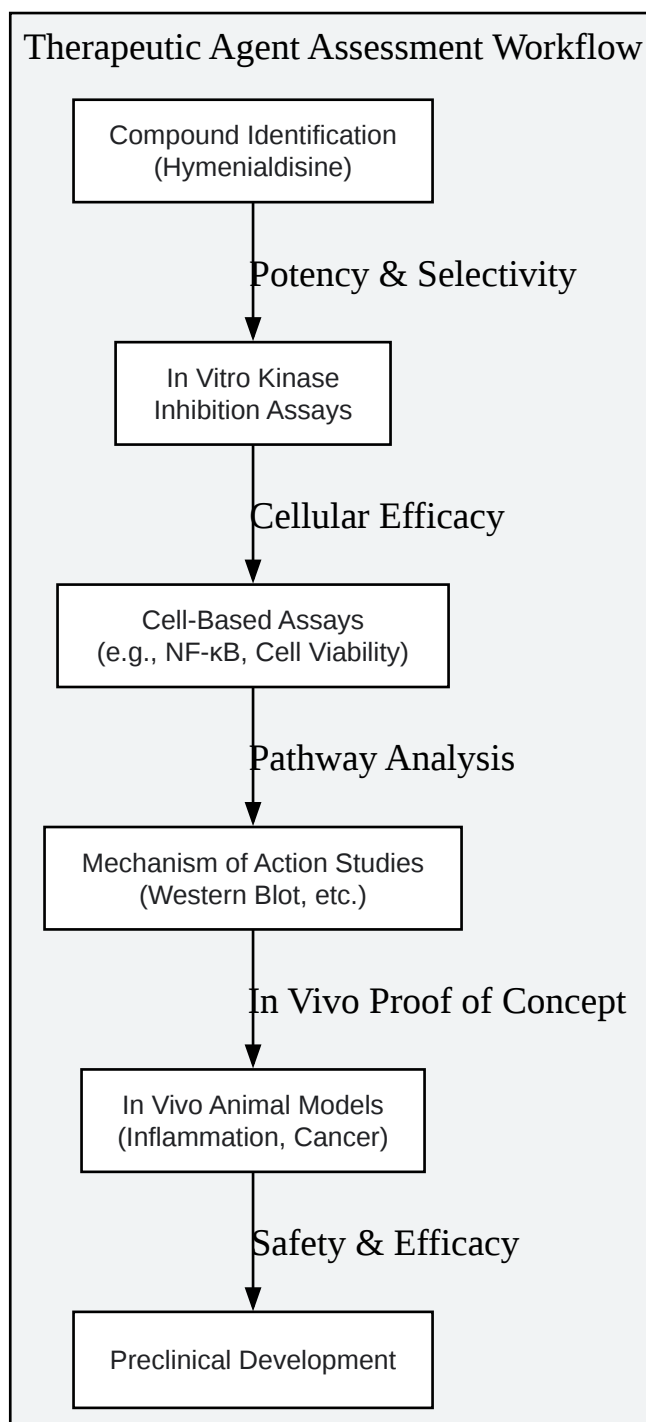 Therapeutic Agent Assessment Workflow
Compound Identification
(Hymenialdisine)
Potency & Selectivity
In Vitro Kinase
Inhibition Assays
Cellular Efficacy
Cell-Based Assays
(e.g., NF-κB, Cell Viability)
Pathway Analysis
Mechanism of Action Studies
(Western Blot, etc.)
In Vivo Proof of Concept
In Vivo Animal Models
(Inflammation, Cancer)
Safety & Efficacy
Preclinical Development